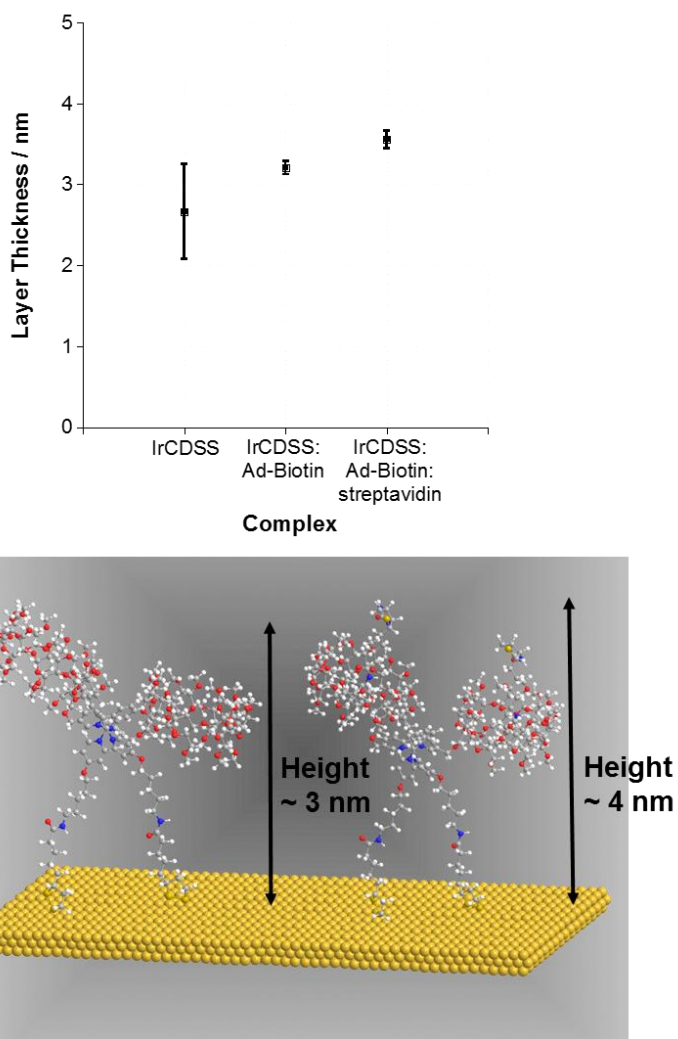 5
4
3
2
1
0
Layer Thickness / nm
IrCDSS
IrCDSS:
Ad-Biotin
IrCDSS:
Ad-Biotin:
streptavidin
Complex
Height
~ 3 nm
Height
~ 4 nm